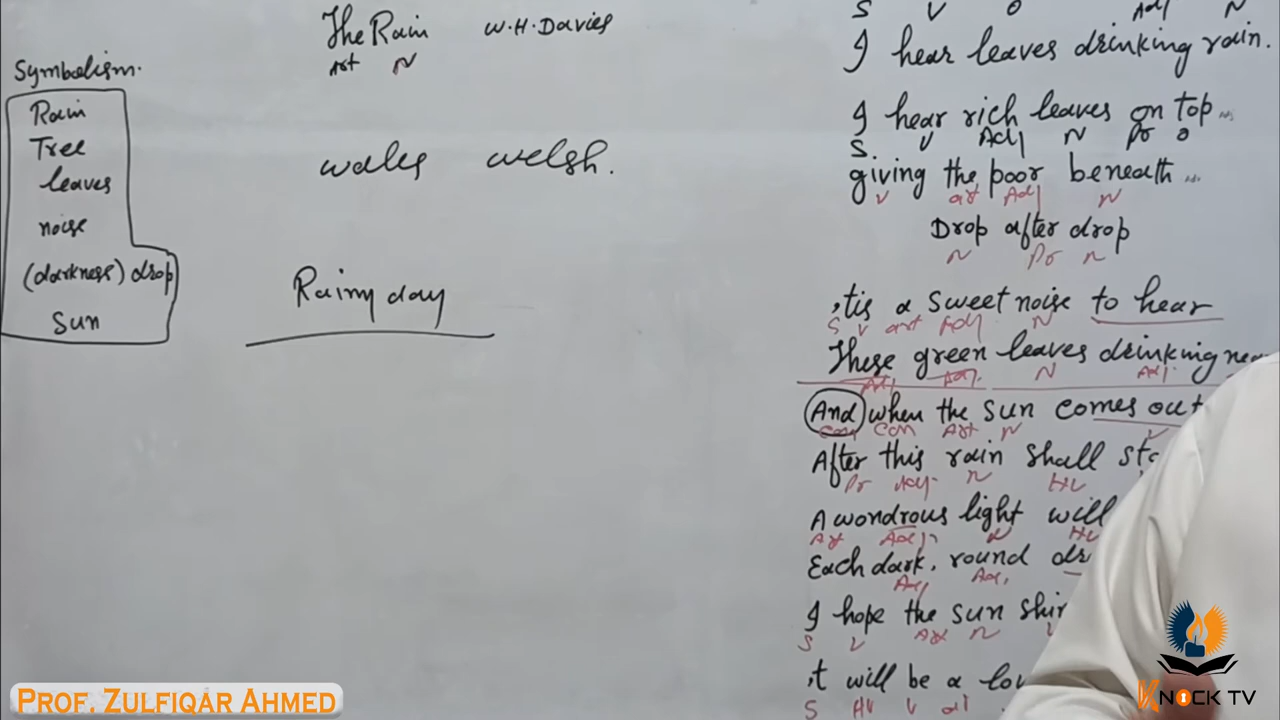 The Rain W.H. Davies
Art N
Symbolism.
Rain
Tree
leaves
noise
(darkness) drop
Sun
wales welsh.
Rainy day
S V O Adj N
I hear leaves drinking rain.
I hear rich leaves on top...
S. V Adj N Pr O
giving the poor beneath...
V art Adj N
Drop after drop
N Pr n
'tis a sweet noise to hear
S V art Adj N
These green leaves drinking
Adj Adj. N Adj.
And when the sun comes out
Con Con Art N
After this rain shall
Pr Adj. N HV
A wondrous light will
Art Adj. N HV
Each dark, round
Adj Adj.
I hope the sun
S V Art N
it will be a
S HV V
PROF. ZULFIQAR AHMED
KNOCK TV